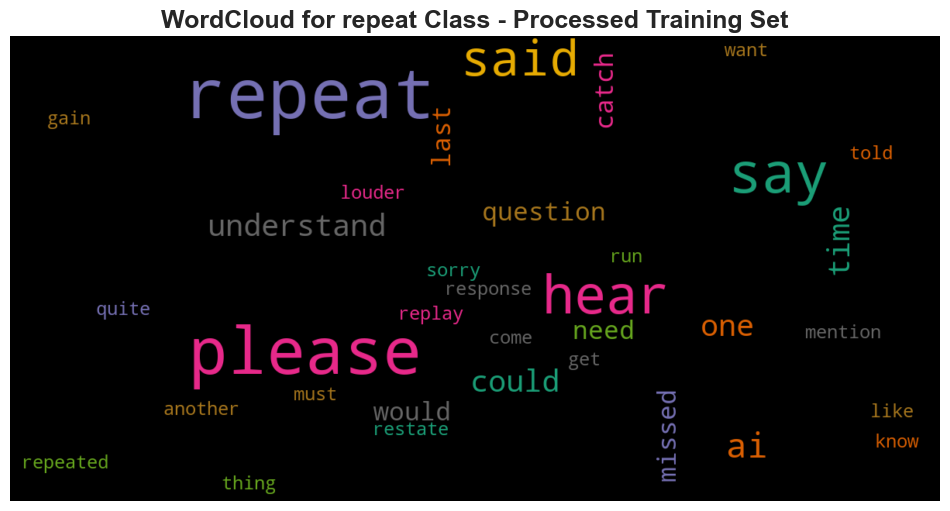 WordCloud for repeat Class - Processed Training Set
said
want
repeat
catch
gain
last
told
say
louder
question
understand
time
run
sorry
response
hear
quite
replay
need
one
mention
come
please
get
could
must
another
would
missed
like
restate
ai
know
repeated
thing